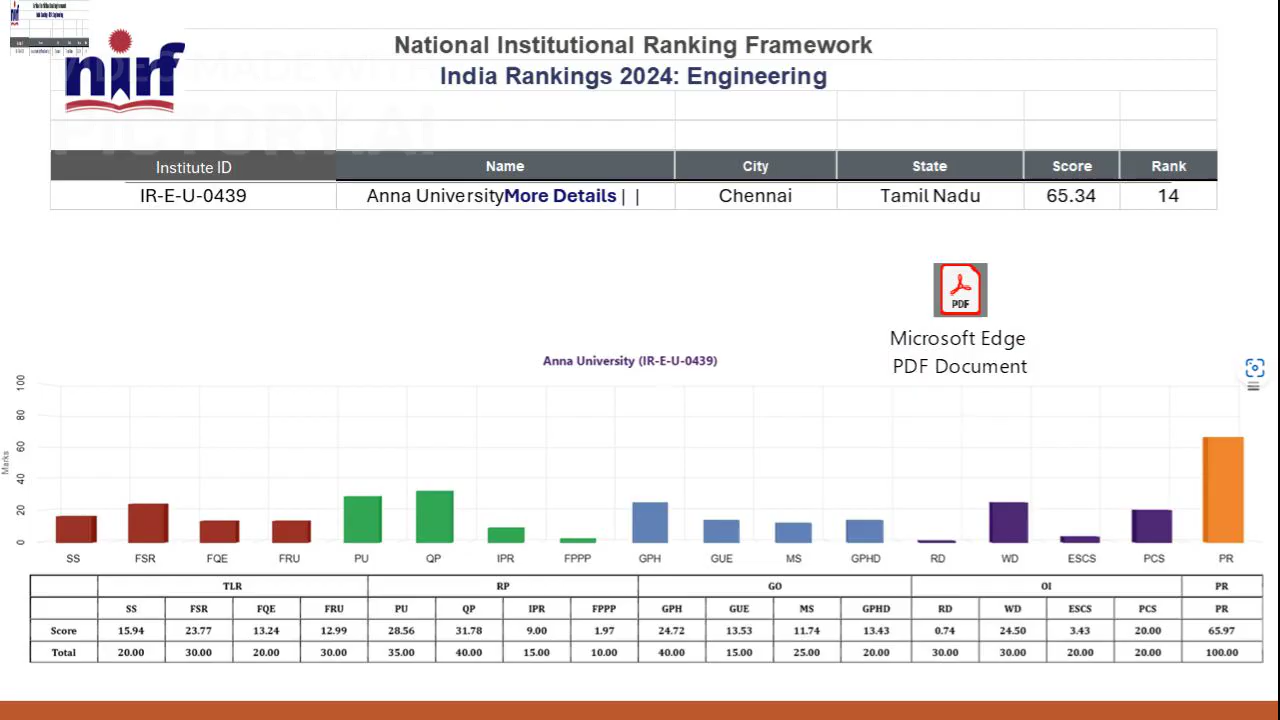 nirf
National Institutional Ranking Framework
India Rankings 2024: Engineering
Institute ID Name City State Score Rank
IR-E-U-0439 Anna UniversityMore Details | | Chennai Tamil Nadu 65.34 14
PDF
Microsoft Edge
PDF Document
Anna University (IR-E-U-0439)
Marks
100
80
60
40
20
0
SS FSR FQE FRU PU QP IPR FPPP GPH GUE MS GPHD RD WD ESCS PCS PR
TLR RP GO OI PR
SS FSR FQE FRU PU QP IPR FPPP GPH GUE MS GPHD RD WD ESCS PCS PR
Score 15.94 23.77 13.24 12.99 28.56 31.78 9.00 1.97 24.72 13.53 11.74 13.43 0.74 24.50 3.43 20.00 65.97
Total 20.00 30.00 20.00 30.00 35.00 40.00 15.00 10.00 40.00 15.00 25.00 20.00 30.00 30.00 20.00 20.00 100.00